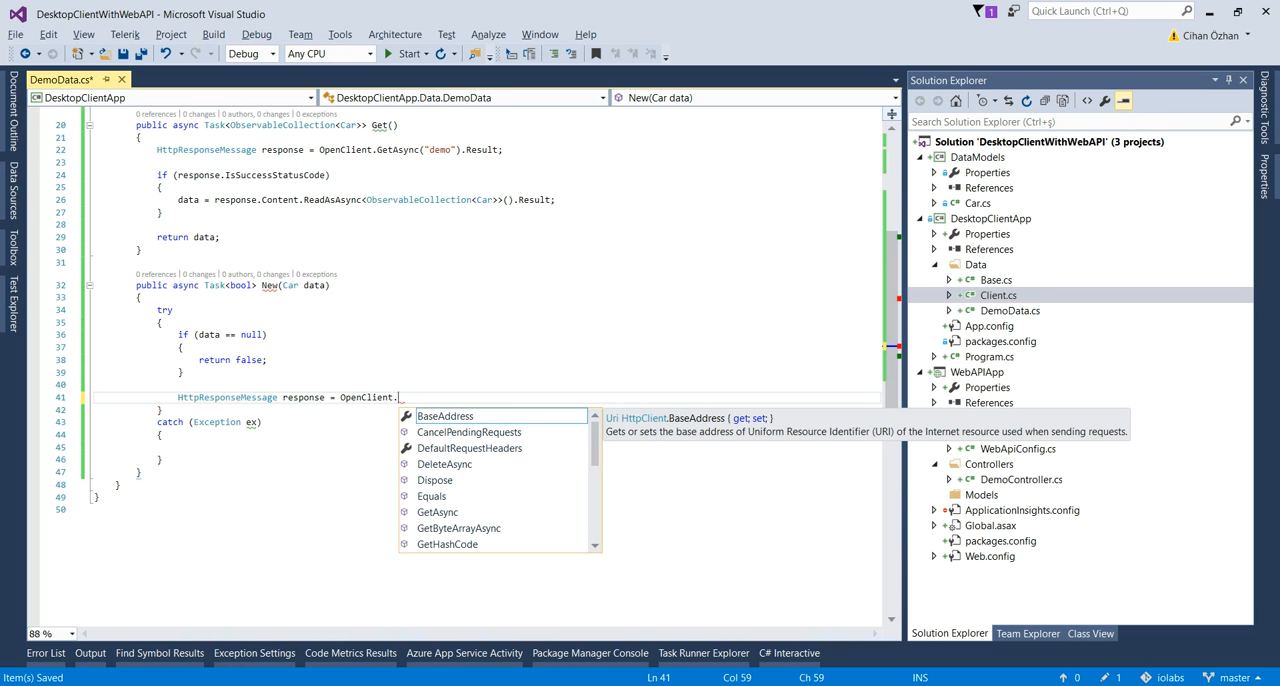 DesktopClientWithWebAPI - Microsoft Visual Studio
1
Quick Launch (Ctrl+Q)
File Edit View Telerik Project Build Debug Team Tools Architecture Test Analyze Window Help
Cihan Özhan
Debug Any CPU Start
DemoData.cs*
DesktopClientApp DesktopClientApp.Data.DemoData New(Car data)
0 references | 0 changes | 0 authors, 0 changes | 0 exceptions
20 public async Task<ObservableCollection<Car>> Get()
21 {
22 HttpResponseMessage response = OpenClient.GetAsync("demo").Result;
23
24 if (response.IsSuccessStatusCode)
25 {
26 data = response.Content.ReadAsAsync<ObservableCollection<Car>>().Result;
27 }
28
29 return data;
30 }
31
0 references | 0 changes | 0 authors, 0 changes | 0 exceptions
32 public async Task<bool> New(Car data)
33 {
34 try
35 {
36 if (data == null)
37 {
38 return false;
39 }
40
41 HttpResponseMessage response = OpenClient.
42 }
43 catch (Exception ex)
44 {
45
46 }
47 }
48 }
49 }
50
BaseAddress
CancelPendingRequests
DefaultRequestHeaders
DeleteAsync
Dispose
Equals
GetAsync
GetByteArrayAsync
GetHashCode
Uri HttpClient.BaseAddress { get; set; }
Gets or sets the base address of Uniform Resource Identifier (URI) of the Internet resource used when sending requests.
88 %
Document Outline
Data Sources
Toolbox
Test Explorer
Solution Explorer
Search Solution Explorer (Ctrl+ş)
Solution 'DesktopClientWithWebAPI' (3 projects)
DataModels
Properties
References
Car.cs
DesktopClientApp
Properties
References
Data
Base.cs
Client.cs
DemoData.cs
App.config
packages.config
Program.cs
WebAPIApp
Properties
References
WebApiConfig.cs
Controllers
DemoController.cs
Models
ApplicationInsights.config
Global.asax
packages.config
Web.config
Solution Explorer Team Explorer Class View
Diagnostic Tools
Properties
Error List Output Find Symbol Results Exception Settings Code Metrics Results Azure App Service Activity Package Manager Console Task Runner Explorer C# Interactive
Item(s) Saved Ln 41 Col 59 Ch 59 INS 0 1 iolabs master